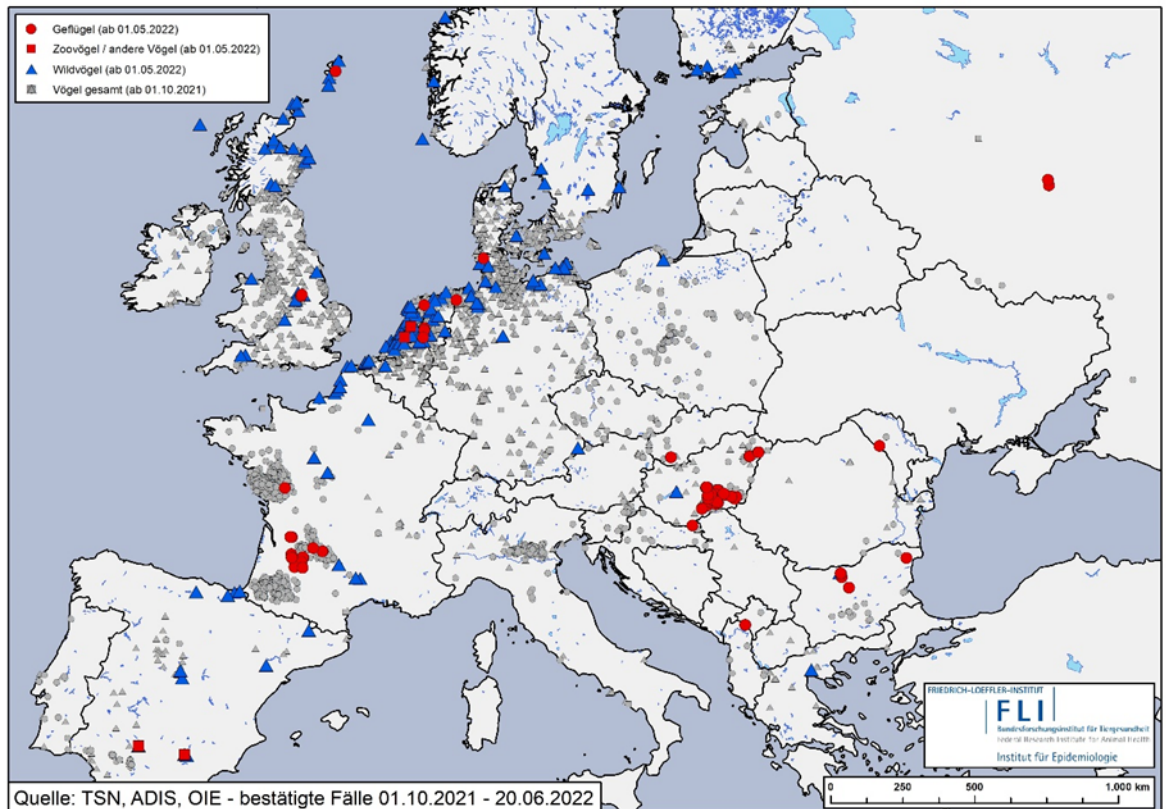 Geflügel (ab 01.05.2022)
Zoovögel / andere Vögel (ab 01.05.2022)
Wildvögel (ab 01.05.2022)
Vögel gesamt (ab 01.10.2021)
FRIEDRICH-LOEFFLER-INSTITUT
FLI
Bundesforschungsinstitut für Tiergesundheit
Federal Research Institute for Animal Health
Institut für Epidemiologie
0 250 500 1.000 km
Quelle: TSN, ADIS, OIE - bestätigte Fälle 01.10.2021 - 20.06.2022